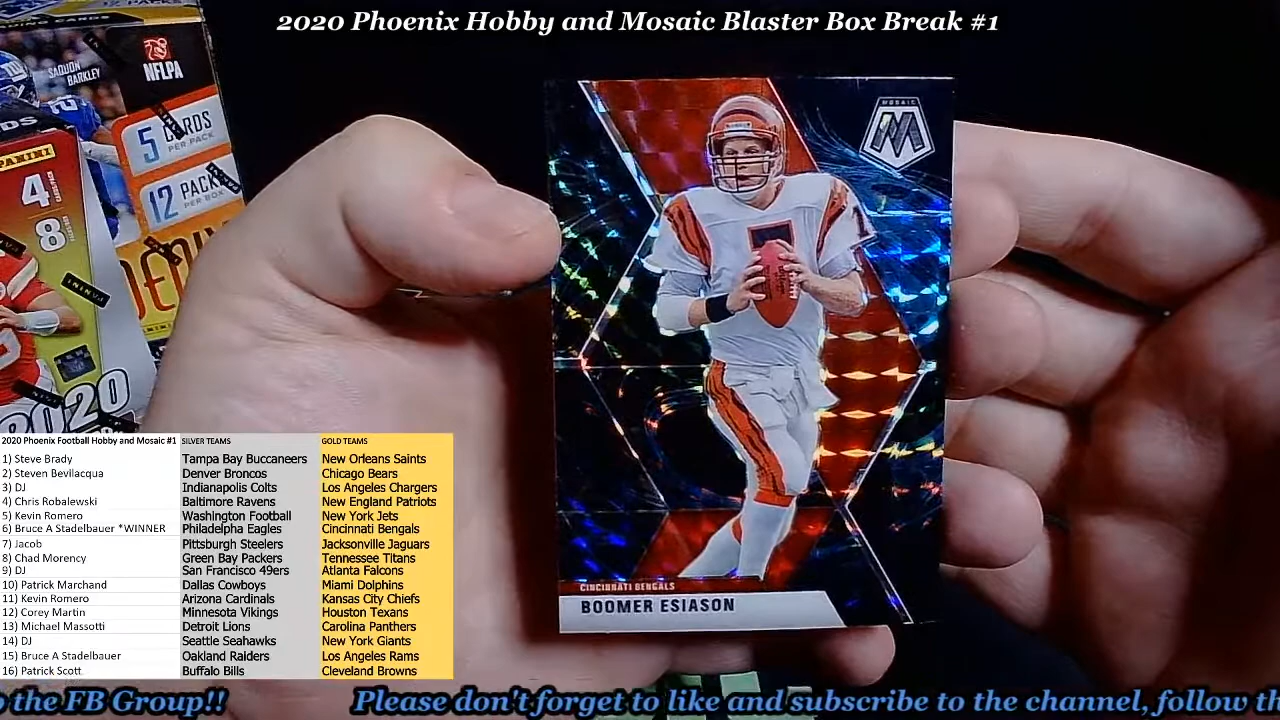 2020 Phoenix Hobby and Mosaic Blaster Box Break #1
SAQUON
BARKLEY
NFLPA
5 CARDS
PER PACK
12 PACKS
PER BOX
PANINI
4
8
2020
MOSAIC
CINCINNATI BENGALS
BOOMER ESIASON
2020 Phoenix Football Hobby and Mosaic #1 SILVER TEAMS GOLD TEAMS
1) Steve Brady Tampa Bay Buccaneers New Orleans Saints
2) Steven Bevilacqua Denver Broncos Chicago Bears
3) DJ Indianapolis Colts Los Angeles Chargers
4) Chris Robalewski Baltimore Ravens New England Patriots
5) Kevin Romero Washington Football New York Jets
6) Bruce A Stadelbauer *WINNER Philadelpha Eagles Cincinnati Bengals
7) Jacob Pittsburgh Steelers Jacksonville Jaguars
8) Chad Morency Green Bay Packers Tennessee Titans
9) DJ San Francisco 49ers Atlanta Falcons
10) Patrick Marchand Dallas Cowboys Miami Dolphins
11) Kevin Romero Arizona Cardinals Kansas City Chiefs
12) Corey Martin Minnesota Vikings Houston Texans
13) Michael Massotti Detroit Lions Carolina Panthers
14) DJ Seattle Seahawks New York Giants
15) Bruce A Stadelbauer Oakland Raiders Los Angeles Rams
16) Patrick Scott Buffalo Bills Cleveland Browns
o the FB Group!! Please don't forget to like and subscribe to the channel, follow th